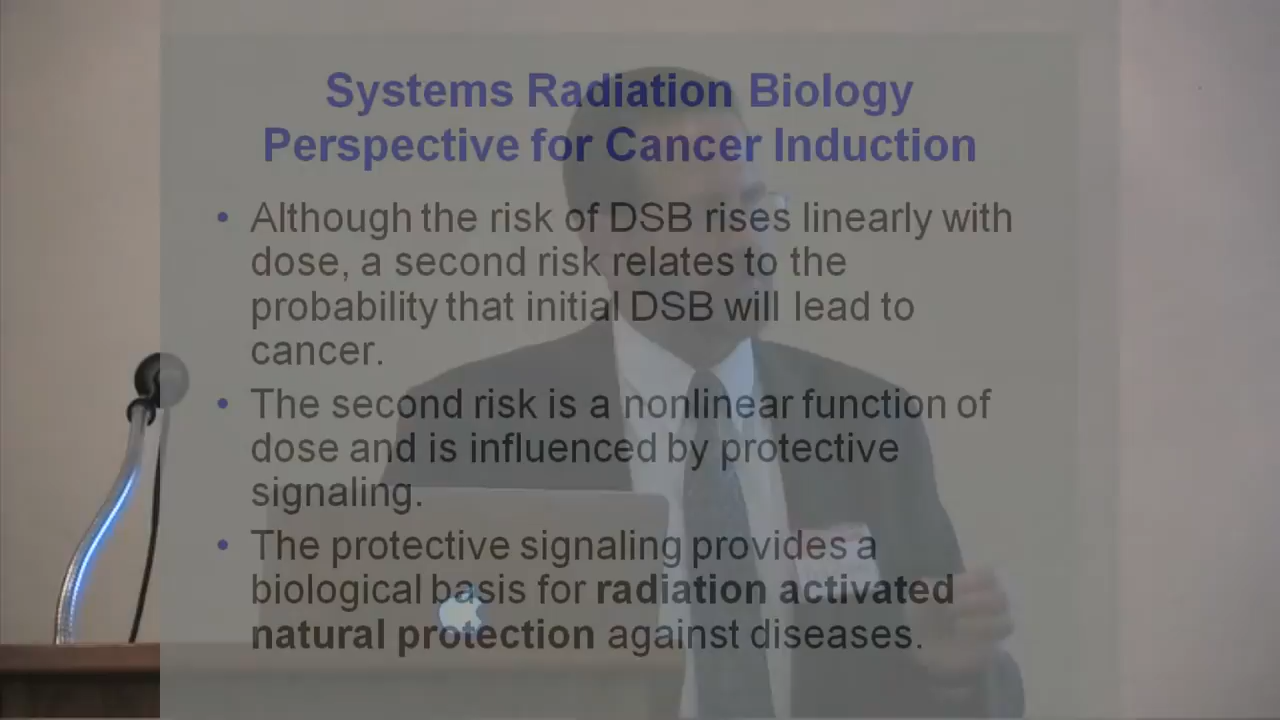 Systems Radiation Biology
Perspective for Cancer Induction
• Although the risk of DSB rises linearly with
dose, a second risk relates to the
probability that initial DSB will lead to
cancer.
• The second risk is a nonlinear function of
dose and is influenced by protective
signaling.
• The protective signaling provides a
biological basis for radiation activated
natural protection against diseases.